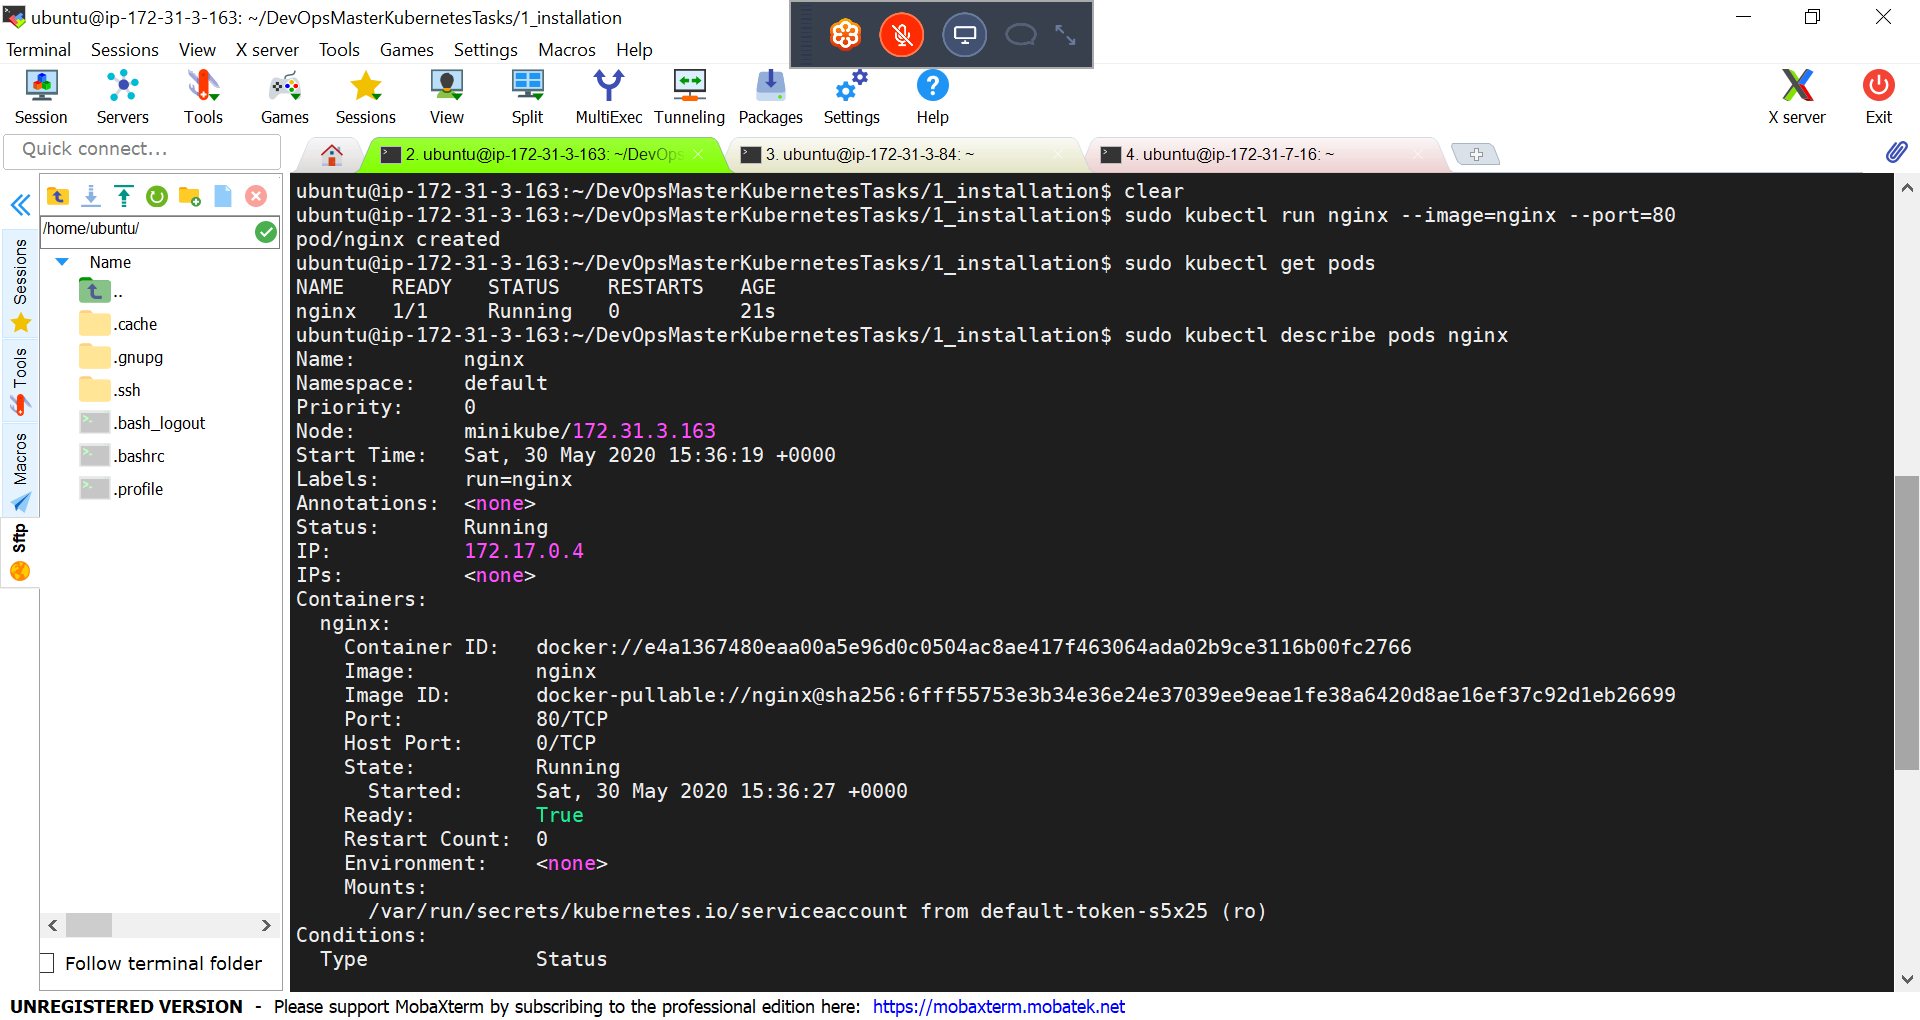 ubuntu@ip-172-31-3-163: ~/DevOpsMasterKubernetesTasks/1_installation
Terminal Sessions View X server Tools Games Settings Macros Help
Session Servers Tools Games Sessions View Split MultiExec Tunneling Packages Settings Help X server Exit
Quick connect...
2. ubuntu@ip-172-31-3-163: ~/DevOps
3. ubuntu@ip-172-31-3-84: ~
4. ubuntu@ip-172-31-7-16: ~
Sessions
Tools
Macros
Sftp
/home/ubuntu/
Name
..
.cache
.gnupg
.ssh
.bash_logout
.bashrc
.profile
Follow terminal folder
ubuntu@ip-172-31-3-163:~/DevOpsMasterKubernetesTasks/1_installation$ clear
ubuntu@ip-172-31-3-163:~/DevOpsMasterKubernetesTasks/1_installation$ sudo kubectl run nginx --image=nginx --port=80
pod/nginx created
ubuntu@ip-172-31-3-163:~/DevOpsMasterKubernetesTasks/1_installation$ sudo kubectl get pods
NAME    READY   STATUS    RESTARTS   AGE
nginx   1/1     Running   0          21s
ubuntu@ip-172-31-3-163:~/DevOpsMasterKubernetesTasks/1_installation$ sudo kubectl describe pods nginx
Name:         nginx
Namespace:    default
Priority:     0
Node:         minikube/172.31.3.163
Start Time:   Sat, 30 May 2020 15:36:19 +0000
Labels:       run=nginx
Annotations:  <none>
Status:       Running
IP:           172.17.0.4
IPs:          <none>
Containers:
  nginx:
    Container ID:   docker://e4a1367480eaa00a5e96d0c0504ac8ae417f463064ada02b9ce3116b00fc2766
    Image:          nginx
    Image ID:       docker-pullable://nginx@sha256:6fff55753e3b34e36e24e37039ee9eae1fe38a6420d8ae16ef37c92d1eb26699
    Port:           80/TCP
    Host Port:      0/TCP
    State:          Running
      Started:      Sat, 30 May 2020 15:36:27 +0000
    Ready:          True
    Restart Count:  0
    Environment:    <none>
    Mounts:
      /var/run/secrets/kubernetes.io/serviceaccount from default-token-s5x25 (ro)
Conditions:
  Type              Status
UNREGISTERED VERSION - Please support MobaXterm by subscribing to the professional edition here: https://mobaxterm.mobatek.net